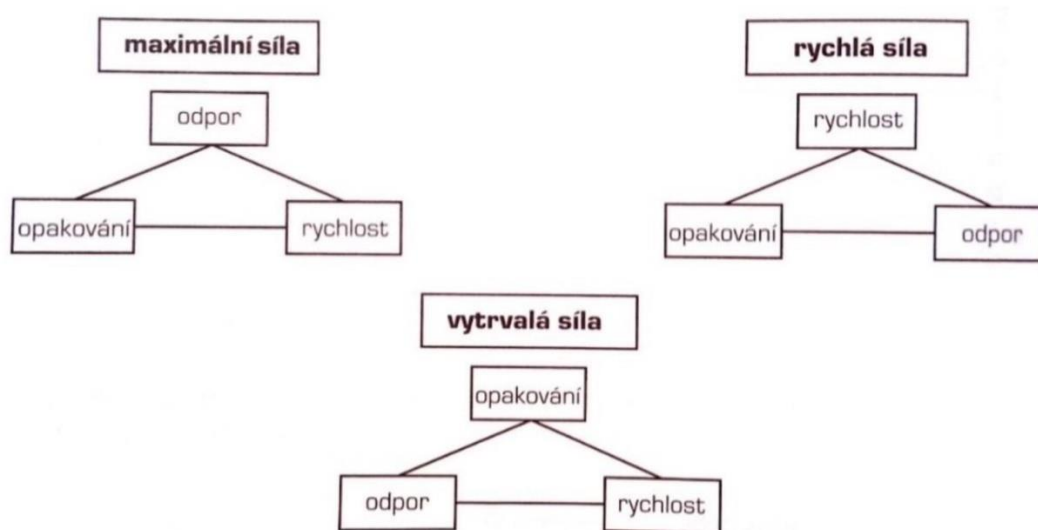 maximální síla
odpor
opakování
rychlost
rychlá síla
rychlost
opakování
odpor
vytrvalá síla
opakování
odpor
rychlost